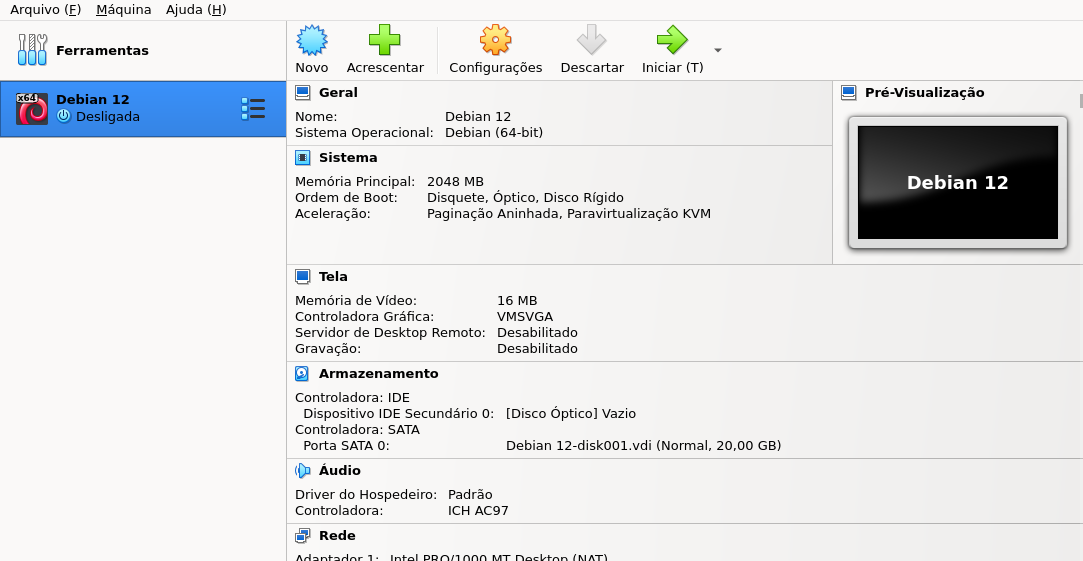 Arquivo (F) Máquina Ajuda (H)
Ferramentas
Novo Acrescentar Configurações Descartar Iniciar (T)
x64
Debian 12
Desligada
Geral
Nome: Debian 12
Sistema Operacional: Debian (64-bit)
Sistema
Memória Principal: 2048 MB
Ordem de Boot: Disquete, Óptico, Disco Rígido
Aceleração: Paginação Aninhada, Paravirtualização KVM
Pré-Visualização
Debian 12
Tela
Memória de Vídeo: 16 MB
Controladora Gráfica: VMSVGA
Servidor de Desktop Remoto: Desabilitado
Gravação: Desabilitado
Armazenamento
Controladora: IDE
Dispositivo IDE Secundário 0: [Disco Óptico] Vazio
Controladora: SATA
Porta SATA 0: Debian 12-disk001.vdi (Normal, 20,00 GB)
Áudio
Driver do Hospedeiro: Padrão
Controladora: ICH AC97
Rede
Adaptador 1: Intel PRO/1000 MT Desktop (NAT)